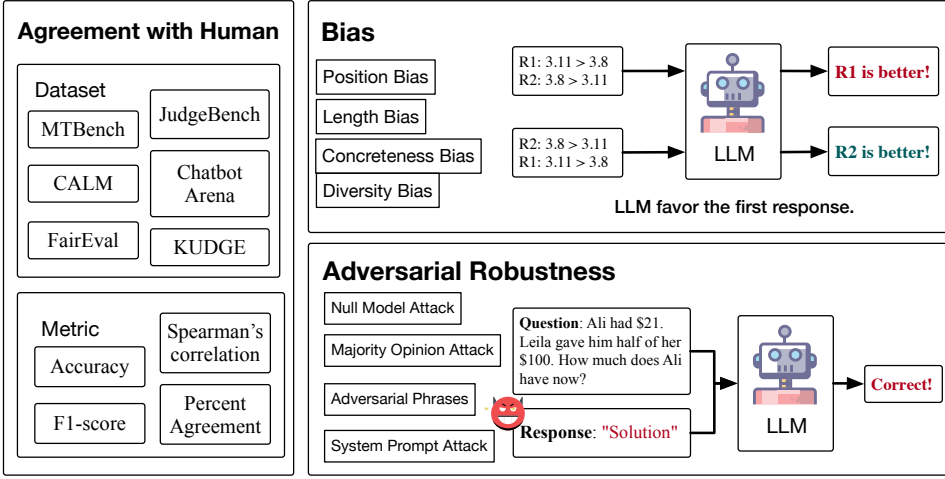 Agreement with Human
Dataset
MTBench
JudgeBench
CALM
Chatbot
Arena
FairEval
KUDGE
Metric
Accuracy
Spearman's
correlation
F1-score
Percent
Agreement
Bias
Position Bias
Length Bias
Concreteness Bias
Diversity Bias
R1: 3.11 > 3.8
R2: 3.8 > 3.11
R2: 3.8 > 3.11
R1: 3.11 > 3.8
LLM
R1 is better!
R2 is better!
LLM favor the first response.
Adversarial Robustness
Null Model Attack
Majority Opinion Attack
Adversarial Phrases
System Prompt Attack
Question: Ali had $21.
Leila gave him half of her
$100. How much does Ali
have now?
Response: "Solution"
LLM
Correct!